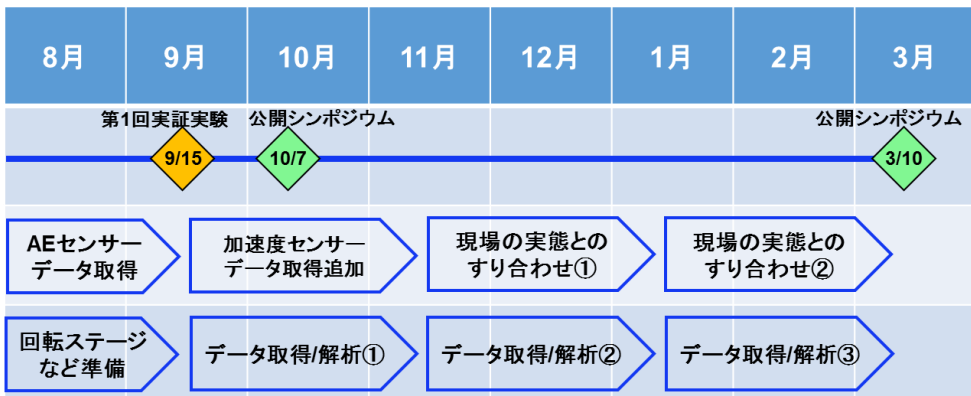 8月 9月 10月 11月 12月 1月 2月 3月
第1回実証実験 公開シンポジウム 公開シンポジウム
9/15 10/7 3/10
AEセンサー
データ取得
加速度センサー
データ取得追加
現場の実態との
すり合わせ①
現場の実態との
すり合わせ②
回転ステージ
など準備
データ取得/解析①
データ取得/解析②
データ取得/解析③